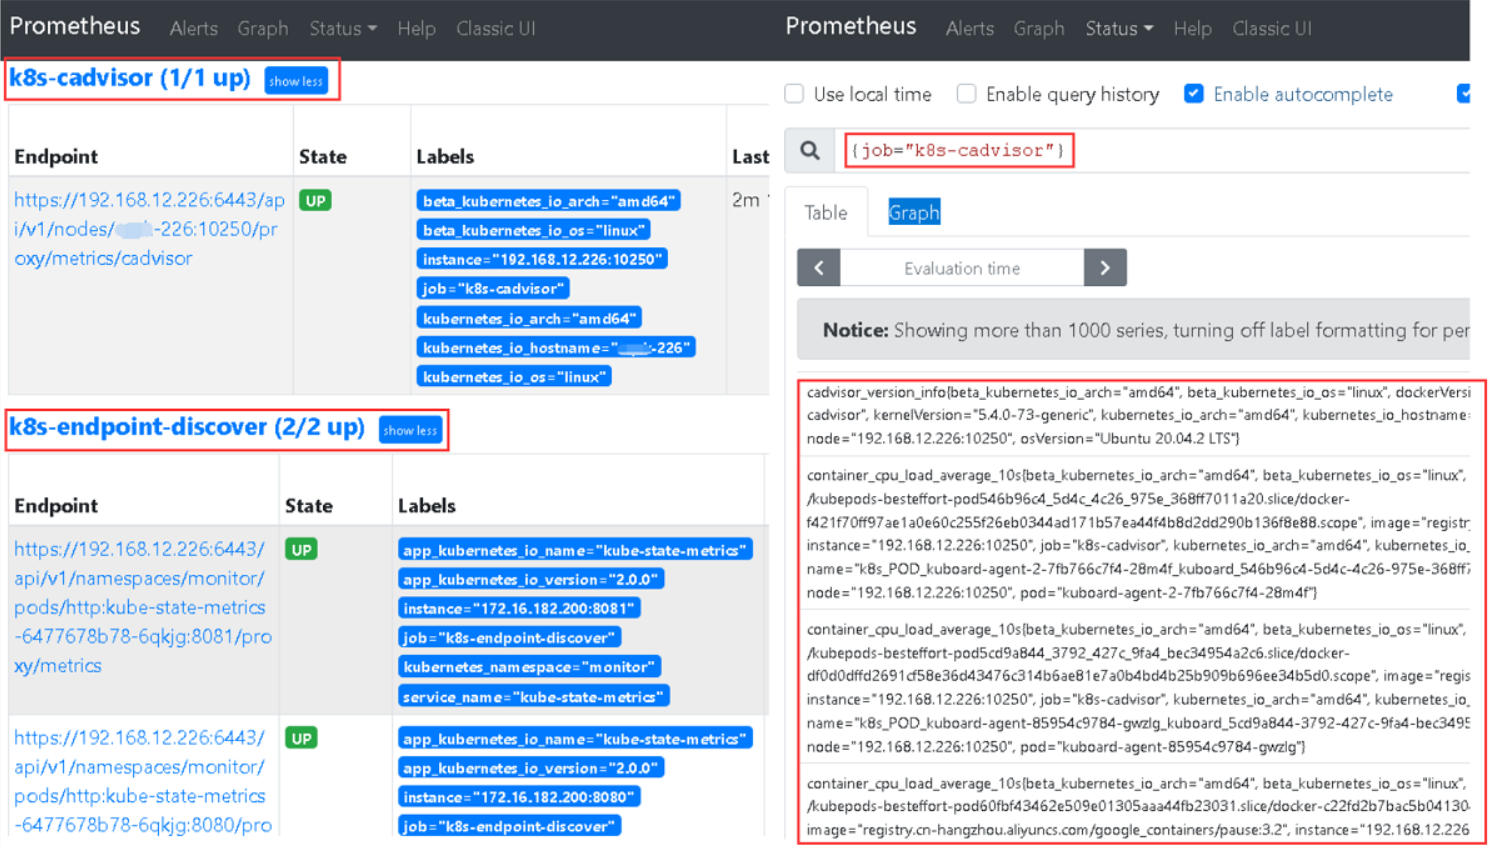 Prometheus Alerts Graph Status Help Classic UI
k8s-cadvisor (1/1 up) show less
Endpoint State Labels Last
https://192.168.12.226:6443/ap
i/v1/nodes/ -226:10250/pr
oxy/metrics/cadvisor
UP
beta_kubernetes_io_arch="amd64"
beta_kubernetes_io_os="linux"
instance="192.168.12.226:10250"
job="k8s-cadvisor"
kubernetes_io_arch="amd64"
kubernetes_io_hostname=" -226"
kubernetes_io_os="linux"
2m
k8s-endpoint-discover (2/2 up) show less
Endpoint State Labels
https://192.168.12.226:6443/
api/v1/namespaces/monitor/
pods/http:kube-state-metrics
-6477678b78-6qkjg:8081/pro
xy/metrics
UP
app_kubernetes_io_name="kube-state-metrics"
app_kubernetes_io_version="2.0.0"
instance="172.16.182.200:8081"
job="k8s-endpoint-discover"
kubernetes_namespace="monitor"
service_name="kube-state-metrics"
https://192.168.12.226:6443/
api/v1/namespaces/monitor/
pods/http:kube-state-metrics
-6477678b78-6qkjg:8080/pro
UP
app_kubernetes_io_name="kube-state-metrics"
app_kubernetes_io_version="2.0.0"
instance="172.16.182.200:8080"
job="k8s-endpoint-discover"
Prometheus Alerts Graph Status Help Classic UI
Use local time Enable query history Enable autocomplete
{job="k8s-cadvisor"}
Table Graph
Evaluation time
Notice: Showing more than 1000 series, turning off label formatting for per
cadvisor_version_info{beta_kubernetes_io_arch="amd64", beta_kubernetes_io_os="linux", dockerVersi
cadvisor", kernelVersion="5.4.0-73-generic", kubernetes_io_arch="amd64", kubernetes_io_hostname=
node="192.168.12.226:10250", osVersion="Ubuntu 20.04.2 LTS"}
container_cpu_load_average_10s{beta_kubernetes_io_arch="amd64", beta_kubernetes_io_os="linux",
/kubepods-besteffort-pod546b96c4_5d4c_4c26_975e_368ff7011a20.slice/docker-
f421f70ff97ae1a0e60c255f26eb0344ad171b57ea44f4b8d2dd290b136f8e88.scope", image="registr
instance="192.168.12.226:10250", job="k8s-cadvisor", kubernetes_io_arch="amd64", kubernetes_io_
name="k8s_POD_kuboard-agent-2-7fb766c7f4-28m4f_kuboard_546b96c4-5d4c-4c26-975e-368ff7
node="192.168.12.226:10250", pod="kuboard-agent-2-7fb766c7f4-28m4f"}
container_cpu_load_average_10s{beta_kubernetes_io_arch="amd64", beta_kubernetes_io_os="linux",
/kubepods-besteffort-pod5cd9a844_3792_427c_9fa4_bec34954a2c6.slice/docker-
df0d0dffd2691cf58e36d43476c314b6ae81e7a0b4bd4b25b909b696ee34b5d0.scope", image="regis
instance="192.168.12.226:10250", job="k8s-cadvisor", kubernetes_io_arch="amd64", kubernetes_io_
name="k8s_POD_kuboard-agent-85954c9784-gwzlg_kuboard_5cd9a844-3792-427c-9fa4-bec3495
node="192.168.12.226:10250", pod="kuboard-agent-85954c9784-gwzlg"}
container_cpu_load_average_10s{beta_kubernetes_io_arch="amd64", beta_kubernetes_io_os="linux",
/kubepods-besteffort-pod60fbf43462e509e01305aaa44fb23031.slice/docker-c22fd2b7bac5b04130
image="registry.cn-hangzhou.aliyuncs.com/google_containers/pause:3.2", instance="192.168.12.226